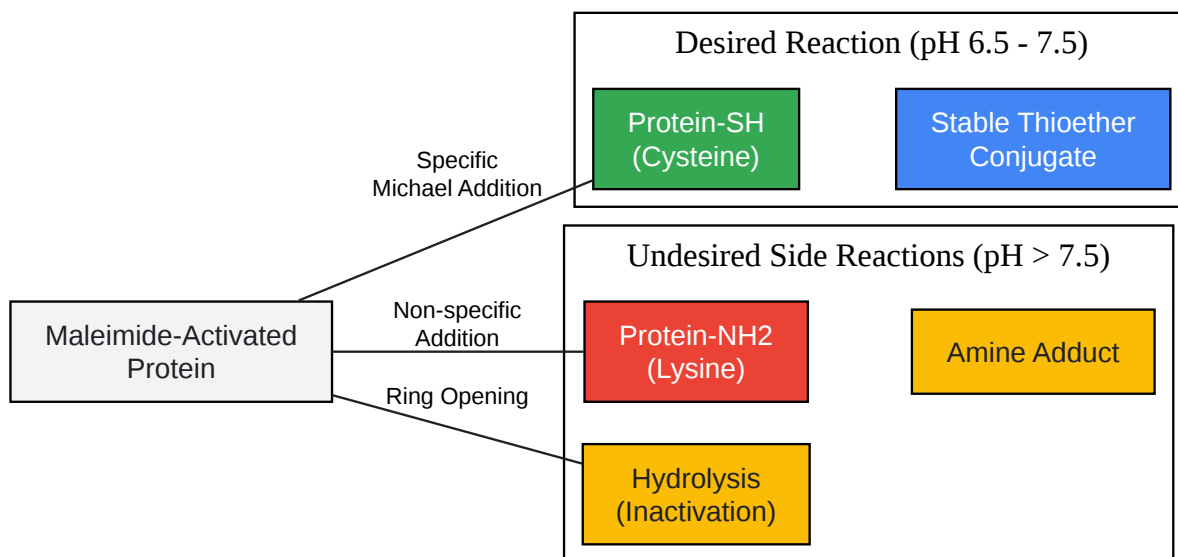 Desired Reaction (pH 6.5 - 7.5)
Protein-SH
(Cysteine)
Stable Thioether
Conjugate
Specific
Michael Addition
Undesired Side Reactions (pH > 7.5)
Maleimide-Activated
Protein
Non-specific
Addition
Protein-NH2
(Lysine)
Amine Adduct
Ring Opening
Hydrolysis
(Inactivation)